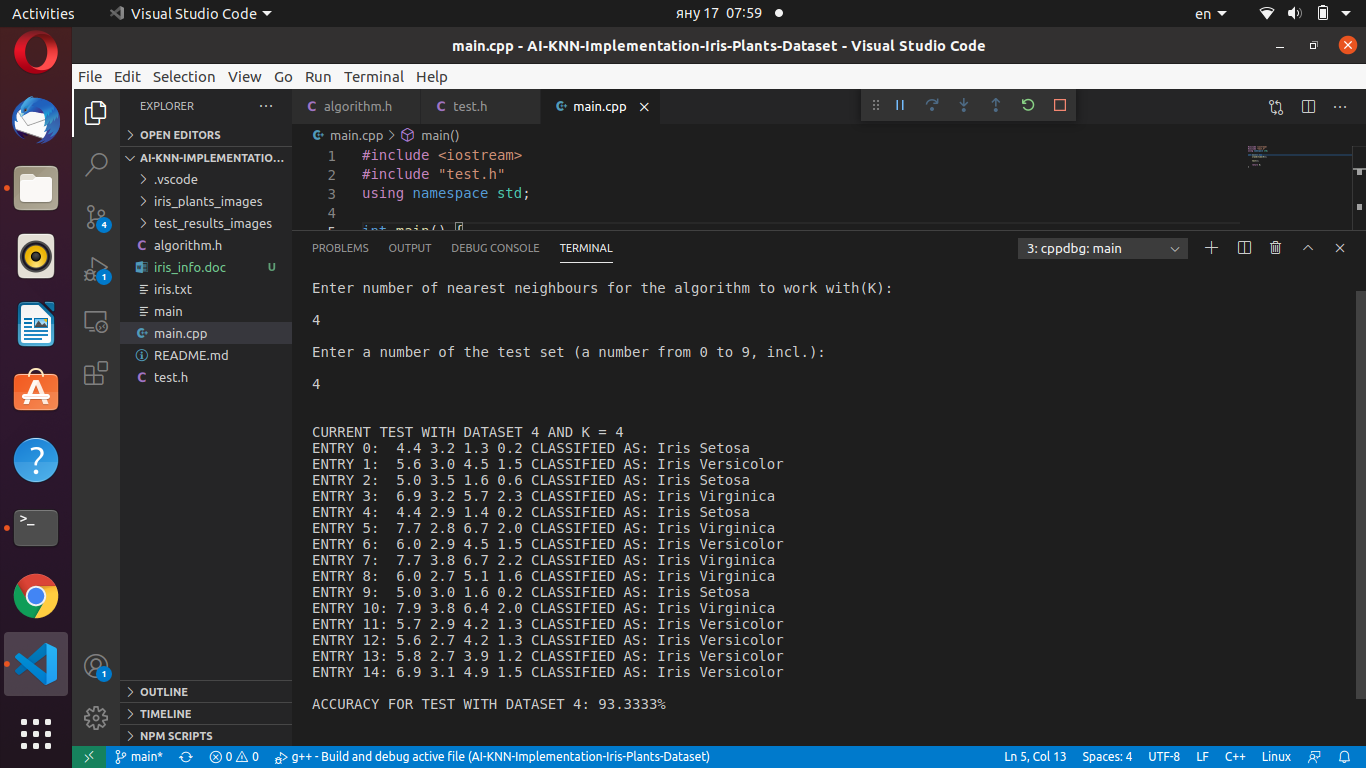 Activities
Visual Studio Code
яну 17 07:59
en
main.cpp - AI-KNN-Implementation-Iris-Plants-Dataset - Visual Studio Code
File Edit Selection View Go Run Terminal Help
EXPLORER
OPEN EDITORS
AI-KNN-IMPLEMENTATIO...
.vscode
iris_plants_images
test_results_images
algorithm.h
iris_info.doc U
iris.txt
main
main.cpp
README.md
test.h
OUTLINE
TIMELINE
NPM SCRIPTS
4
1
1
algorithm.h test.h main.cpp
main.cpp > main()
1 #include <iostream>
2 #include "test.h"
3 using namespace std;
4
5 int main() {
PROBLEMS OUTPUT DEBUG CONSOLE TERMINAL
3: cppdbg: main
Enter number of nearest neighbours for the algorithm to work with(K):
4
Enter a number of the test set (a number from 0 to 9, incl.):
4
CURRENT TEST WITH DATASET 4 AND K = 4
ENTRY 0: 4.4 3.2 1.3 0.2 CLASSIFIED AS: Iris Setosa
ENTRY 1: 5.6 3.0 4.5 1.5 CLASSIFIED AS: Iris Versicolor
ENTRY 2: 5.0 3.5 1.6 0.6 CLASSIFIED AS: Iris Setosa
ENTRY 3: 6.9 3.2 5.7 2.3 CLASSIFIED AS: Iris Virginica
ENTRY 4: 4.4 2.9 1.4 0.2 CLASSIFIED AS: Iris Setosa
ENTRY 5: 7.7 2.8 6.7 2.0 CLASSIFIED AS: Iris Virginica
ENTRY 6: 6.0 2.9 4.5 1.5 CLASSIFIED AS: Iris Versicolor
ENTRY 7: 7.7 3.8 6.7 2.2 CLASSIFIED AS: Iris Virginica
ENTRY 8: 6.0 2.7 5.1 1.6 CLASSIFIED AS: Iris Virginica
ENTRY 9: 5.0 3.0 1.6 0.2 CLASSIFIED AS: Iris Setosa
ENTRY 10: 7.9 3.8 6.4 2.0 CLASSIFIED AS: Iris Virginica
ENTRY 11: 5.7 2.9 4.2 1.3 CLASSIFIED AS: Iris Versicolor
ENTRY 12: 5.6 2.7 4.2 1.3 CLASSIFIED AS: Iris Versicolor
ENTRY 13: 5.8 2.7 3.9 1.2 CLASSIFIED AS: Iris Versicolor
ENTRY 14: 6.9 3.1 4.9 1.5 CLASSIFIED AS: Iris Versicolor
ACCURACY FOR TEST WITH DATASET 4: 93.3333%
main* 0 0 g++ - Build and debug active file (AI-KNN-Implementation-Iris-Plants-Dataset) Ln 5, Col 13 Spaces: 4 UTF-8 LF C++ Linux